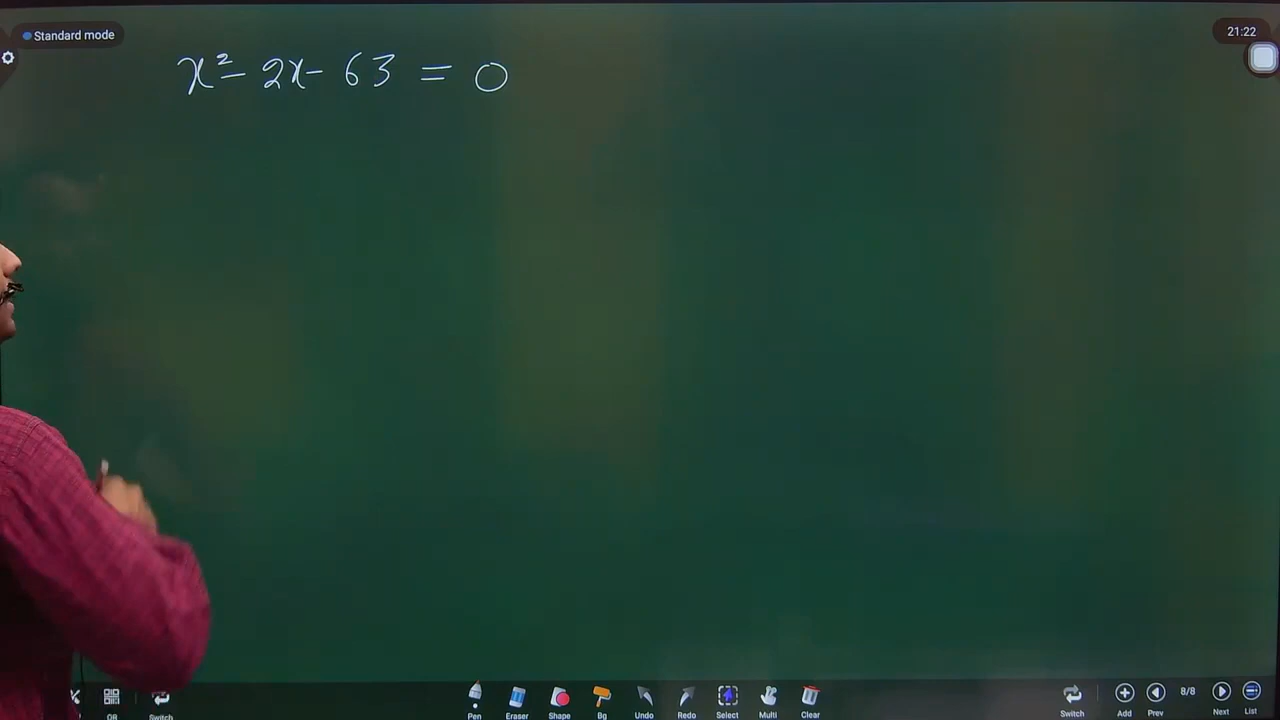 Standard mode
21:22
x² - 2x - 63 = 0
QR
Switch
Pen
Eraser
Shape
Bg
Undo
Redo
Select
Multi
Clear
Switch
Add
Prev
8/8
Next
List